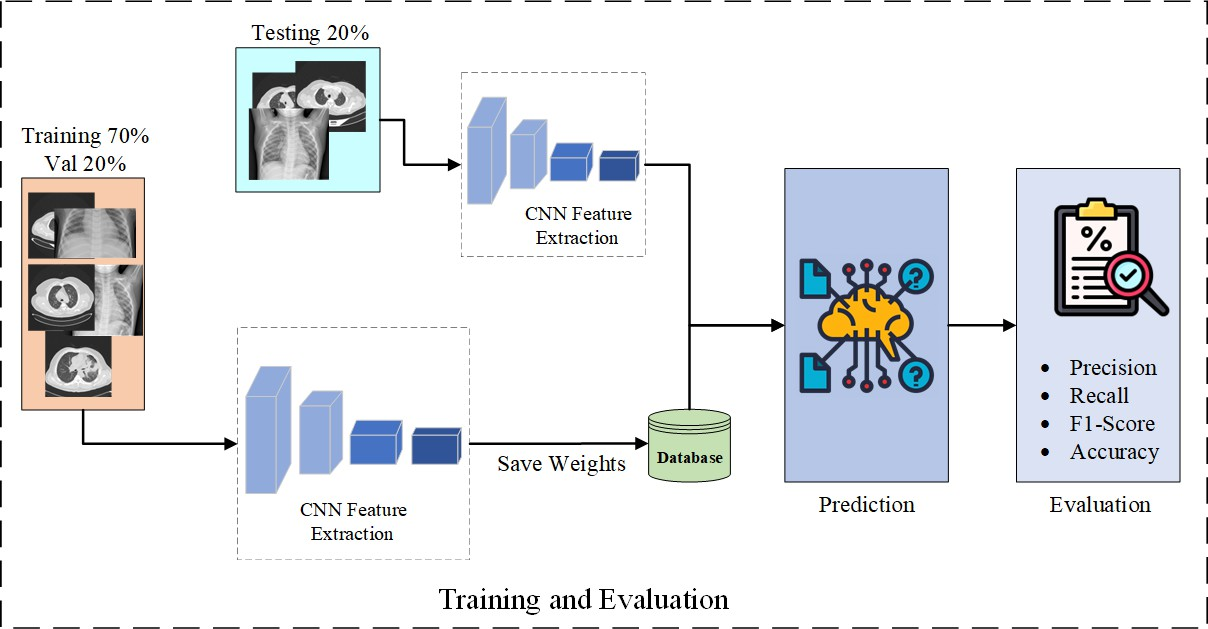 Testing 20%
Training 70%
Val 20%
CNN Feature
Extraction
CNN Feature
Extraction
Save Weights
Database
Prediction
%
Precision
Recall
F1-Score
Accuracy
Evaluation
Training and Evaluation